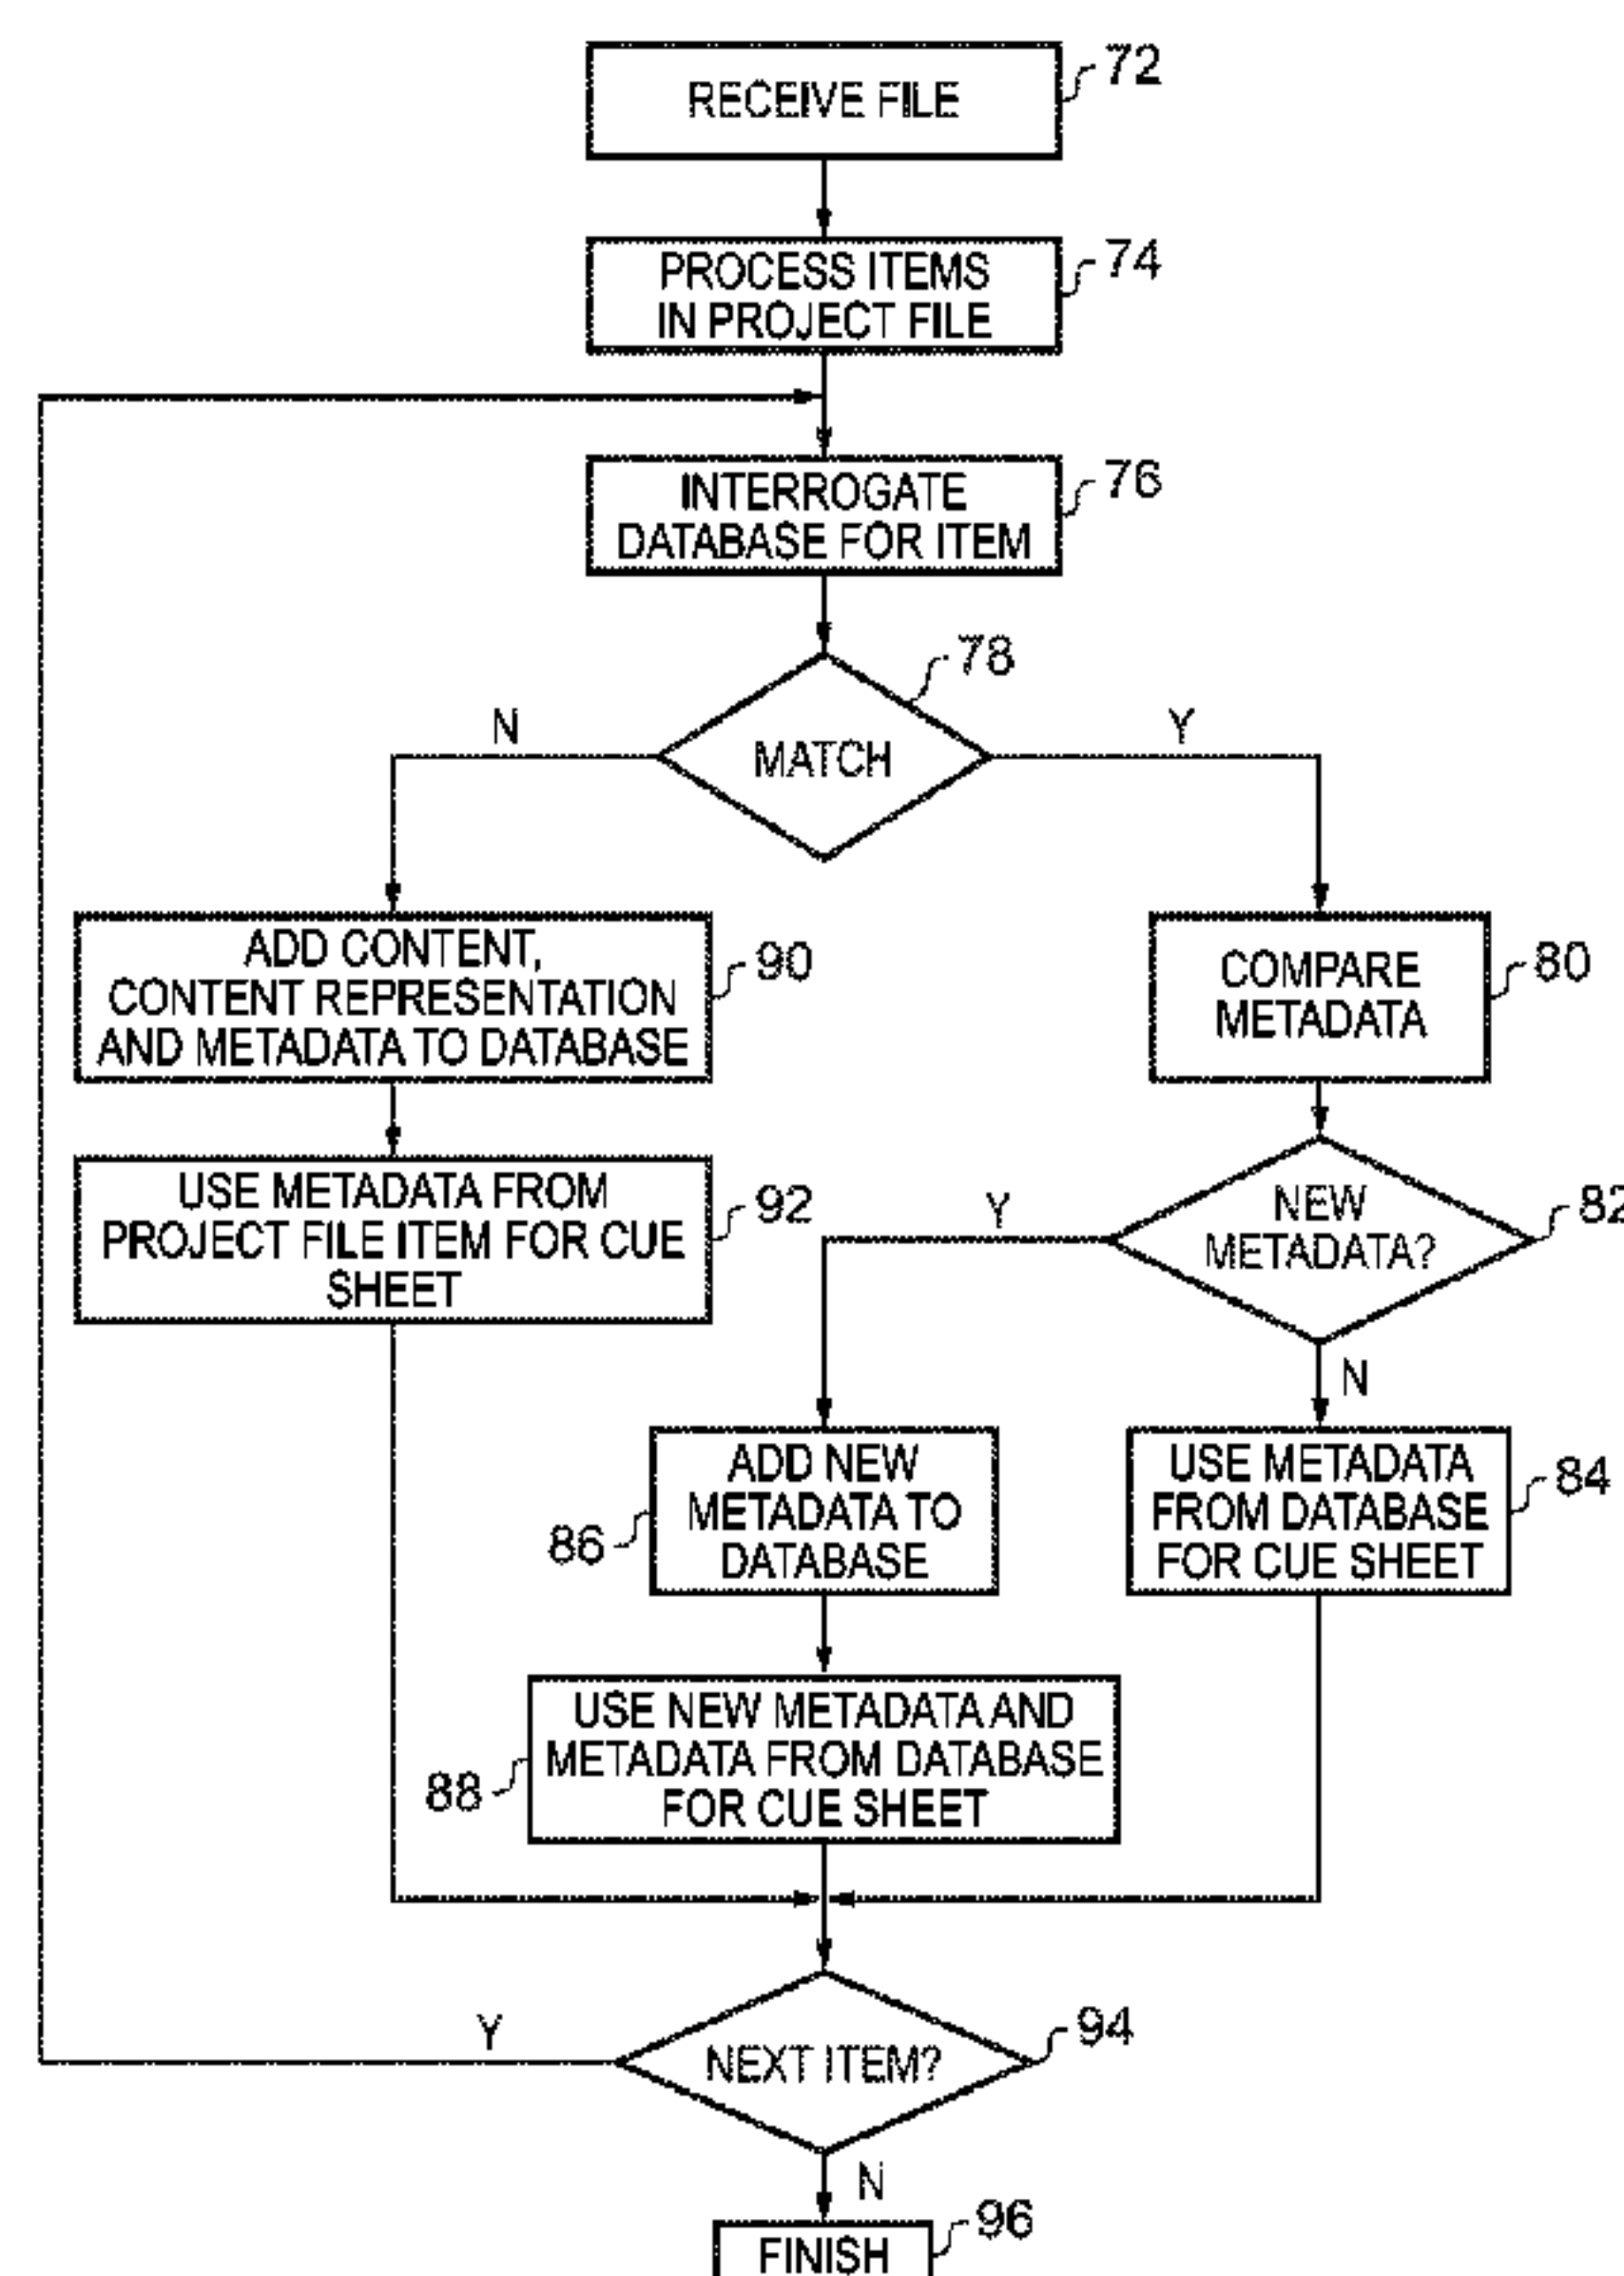 RECEIVE FILE
72
PROCESS ITEMS
IN PROJECT FILE
74
INTERROGATE
DATABASE FOR ITEM
76
78
N
MATCH
Y
ADD CONTENT,
CONTENT REPRESENTATION
AND METADATA TO DATABASE
90
COMPARE
METADATA
80
USE METADATA FROM
PROJECT FILE ITEM FOR CUE
SHEET
92
Y
NEW
METADATA?
82
N
ADD NEW
METADATA TO
DATABASE
86
USE METADATA
FROM DATABASE
FOR CUE SHEET
84
USE NEW METADATA AND
METADATA FROM DATABASE
FOR CUE SHEET
88
Y
NEXT ITEM?
94
N
FINISH
96